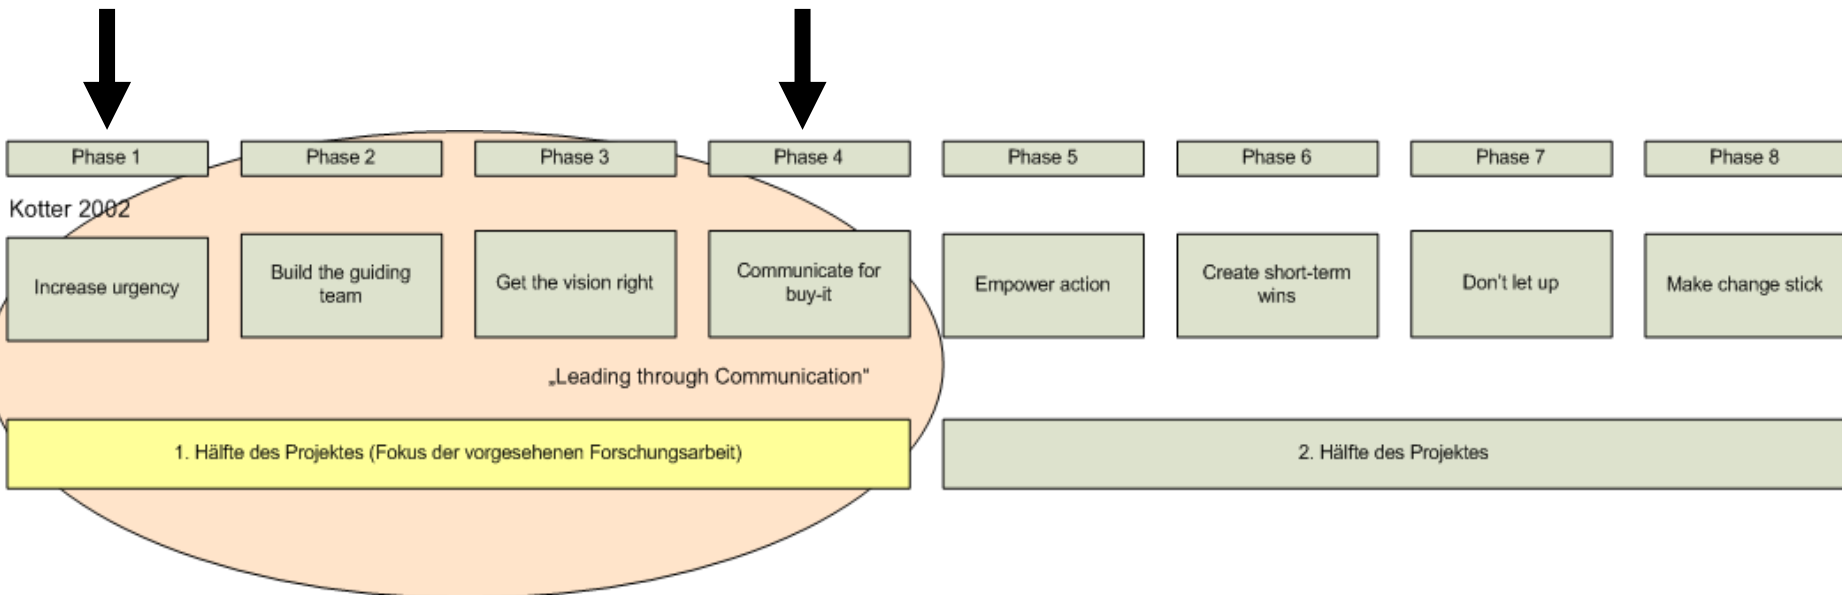 Phase 1
Phase 2
Phase 3
Phase 4
Phase 5
Phase 6
Phase 7
Phase 8
Kotter 2002
Increase urgency
Build the guiding
team
Get the vision right
Communicate for
buy-it
Empower action
Create short-term
wins
Don't let up
Make change stick
„Leading through Communication“
1. Hälfte des Projektes (Fokus der vorgesehenen Forschungsarbeit)
2. Hälfte des Projektes